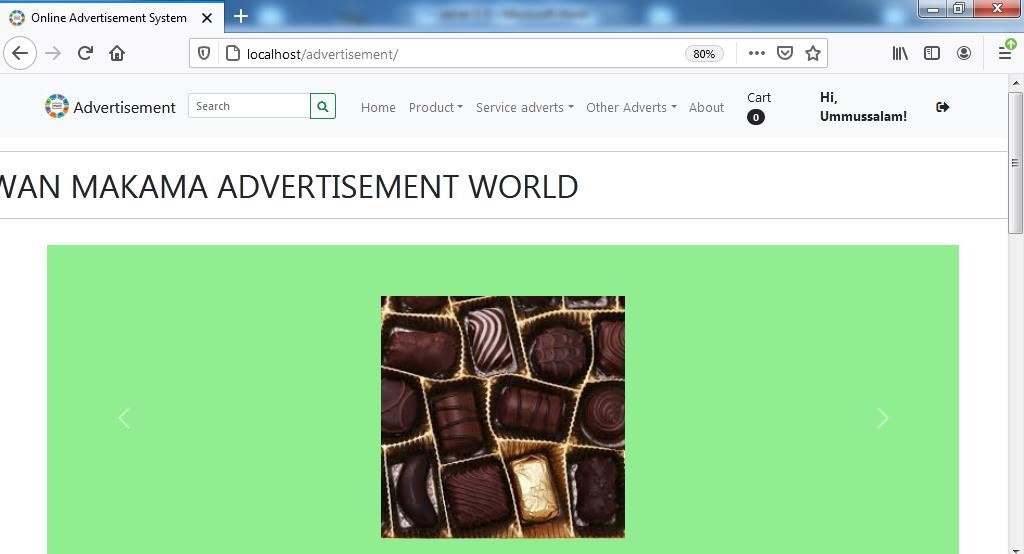 Online Advertisement System
localhost/advertisement/
80%
Advertisement
Search
Home
Product
Service adverts
Other Adverts
About
Cart
0
Hi,
Ummussalam!
WAN MAKAMA ADVERTISEMENT WORLD